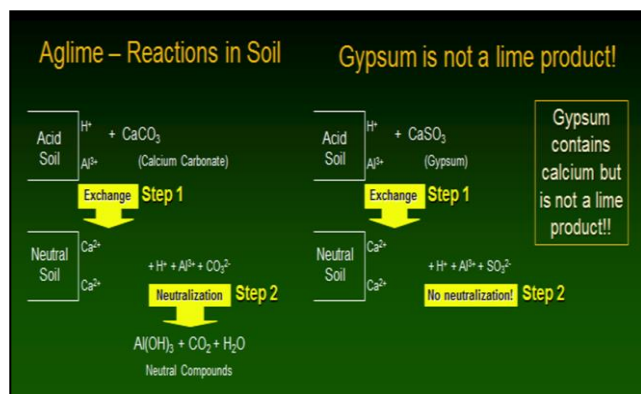 Aglime – Reactions in Soil
Acid
Soil
H⁺
Al³⁺
+ CaCO₃
(Calcium Carbonate)
Exchange
Step 1
Neutral
Soil
Ca²⁺
Ca²⁺
+ H⁺ + Al³⁺ + CO₃²⁻
Neutralization
Step 2
Al(OH)₃ + CO₂ + H₂O
Neutral Compounds
Gypsum is not a lime product!
Acid
Soil
H⁺
Al³⁺
+ CaSO₃
(Gypsum)
Exchange
Step 1
Neutral
Soil
Ca²⁺
Ca²⁺
+ H⁺ + Al³⁺ + SO₃²⁻
No neutralization!
Step 2
Gypsum
contains
calcium but
is not a lime
product!!